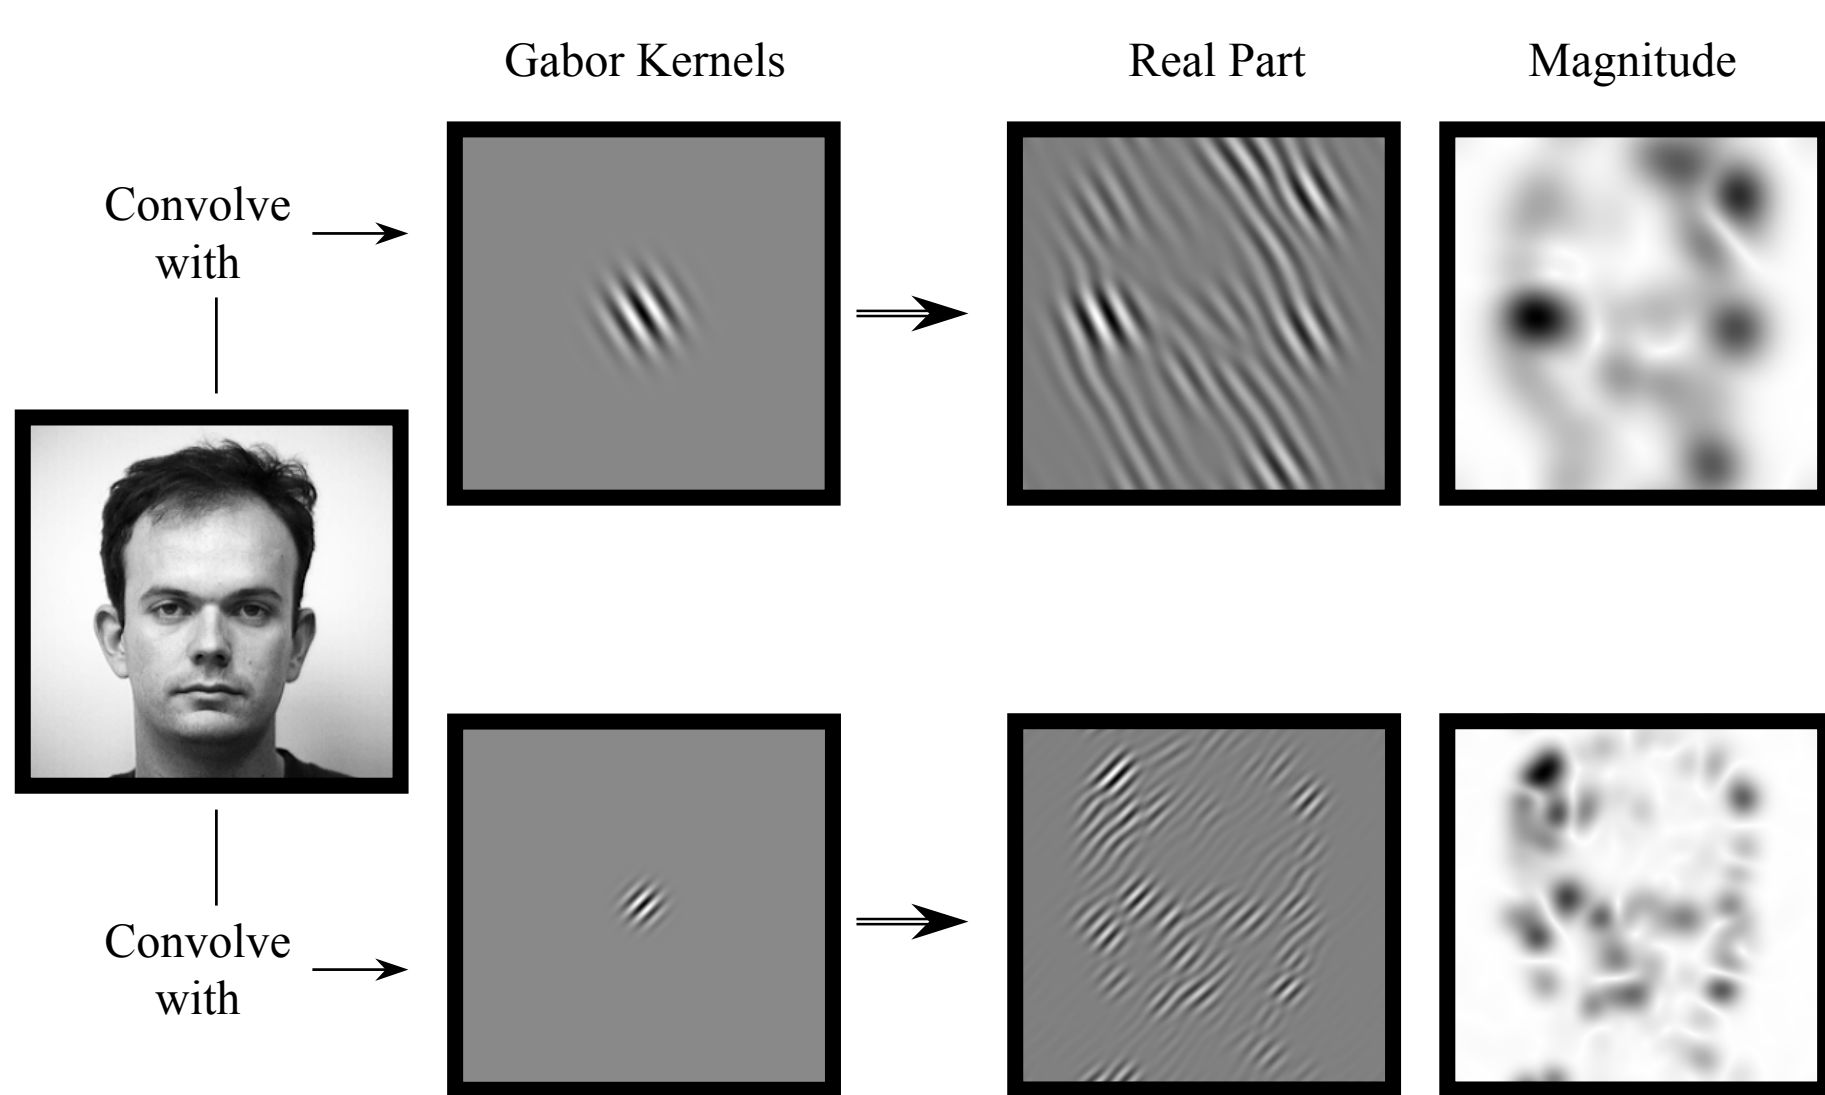 Gabor Kernels
Real Part
Magnitude
Convolve
with
Convolve
with